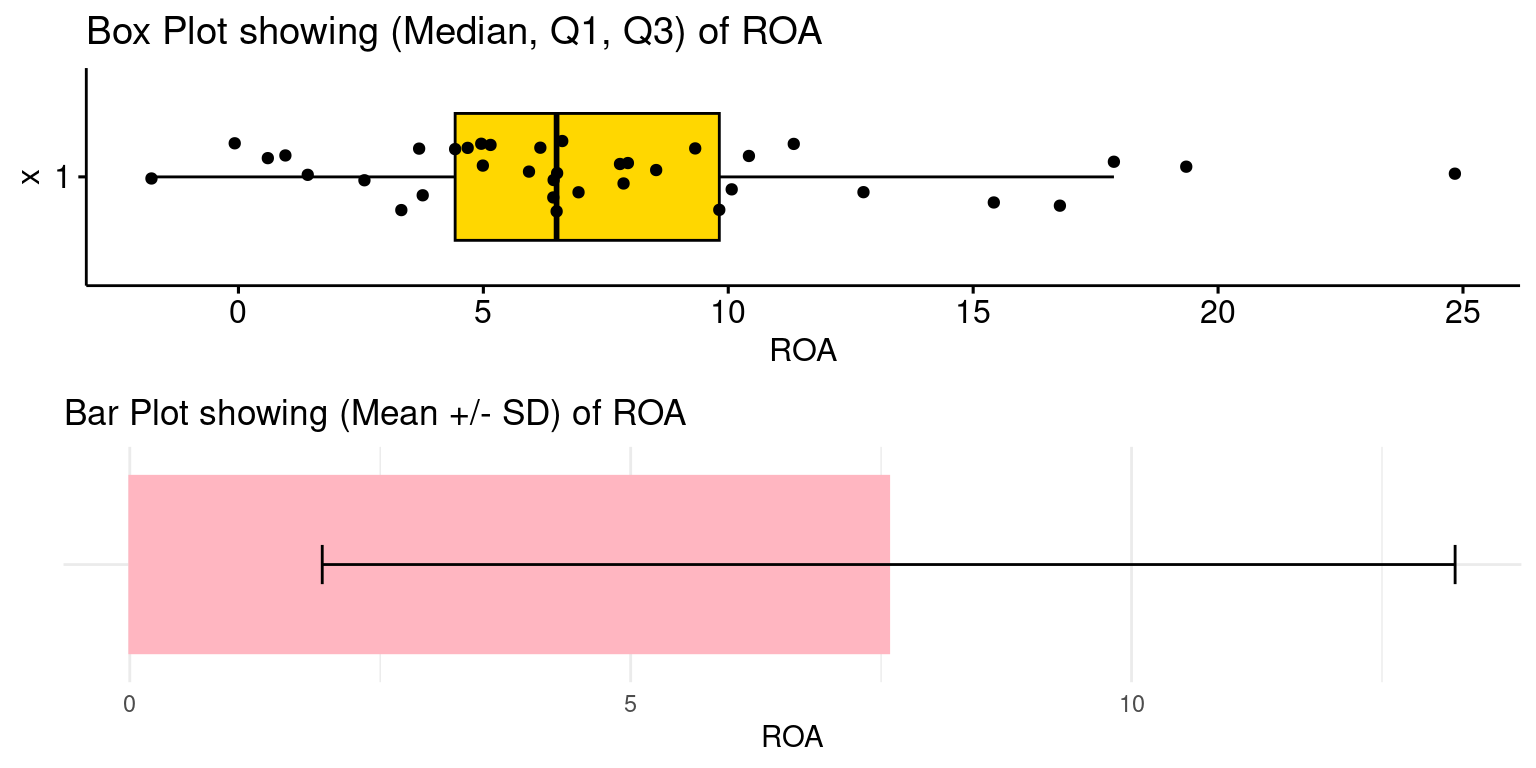 Box Plot showing (Median, Q1, Q3) of ROA
x
1
0 5 10 15 20 25
ROA
Bar Plot showing (Mean +/- SD) of ROA
0 5 10
ROA